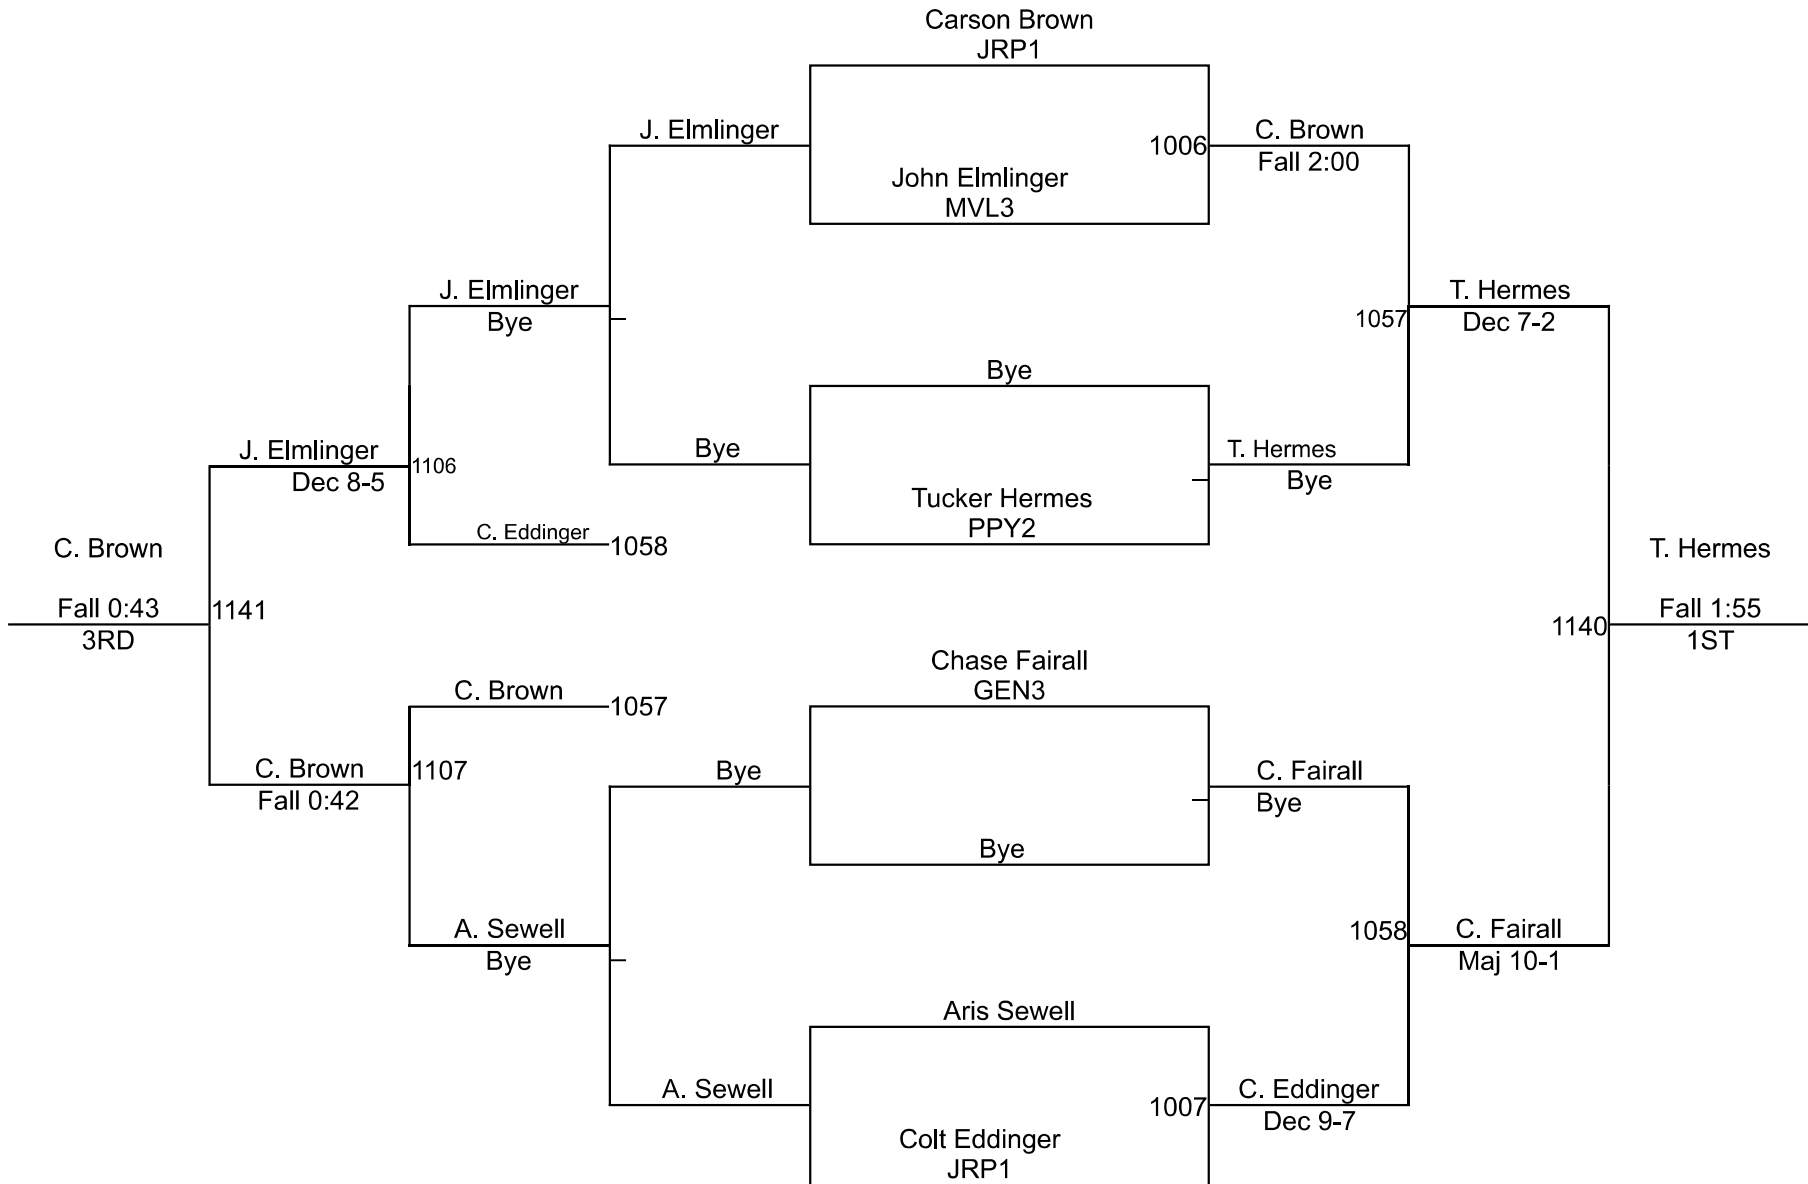 Carson Brown
JRP1
J. Elmlinger
1006
C. Brown
Fall 2:00
John Elmlinger
MVL3
J. Elmlinger
Bye
1057
T. Hermes
Dec 7-2
Bye
J. Elmlinger
Dec 8-5
1106
Bye
T. Hermes
Bye
Tucker Hermes
PPY2
C. Eddinger
1058
C. Brown
Fall 0:43
3RD
1141
T. Hermes
1140
Fall 1:55
1ST
Chase Fairall
GEN3
C. Brown
1057
C. Brown
Fall 0:42
1107
Bye
C. Fairall
Bye
Bye
A. Sewell
Bye
1058
C. Fairall
Maj 10-1
Aris Sewell
A. Sewell
1007
C. Eddinger
Dec 9-7
Colt Eddinger
JRP1